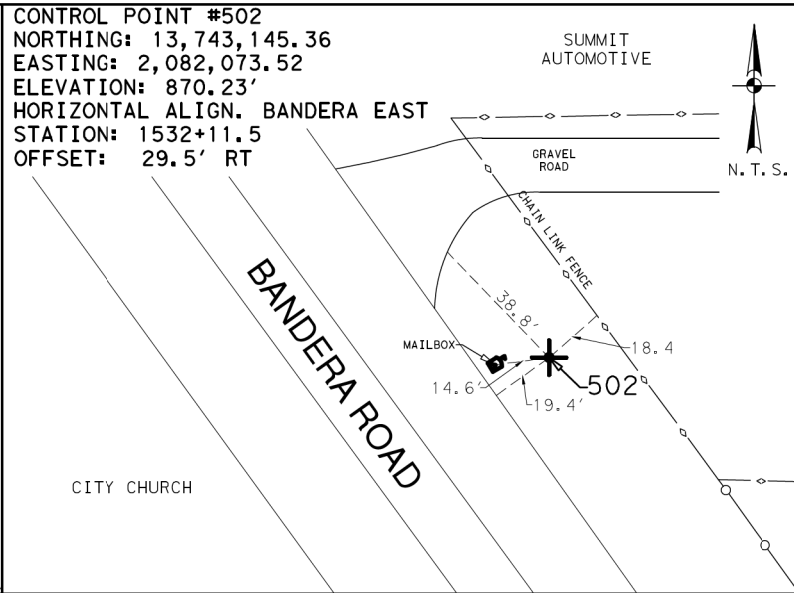 CONTROL POINT #502
NORTHING: 13,743,145.36
EASTING: 2,082,073.52
ELEVATION: 870.23'
HORIZONTAL ALIGN. BANDERA EAST
STATION: 1532+11.5
OFFSET: 29.5' RT
SUMMIT
AUTOMOTIVE
N.T.S.
GRAVEL
ROAD
CHAIN LINK FENCE
BANDERA ROAD
38.8'
MAILBOX
18.4
14.6'
502
19.4'
CITY CHURCH